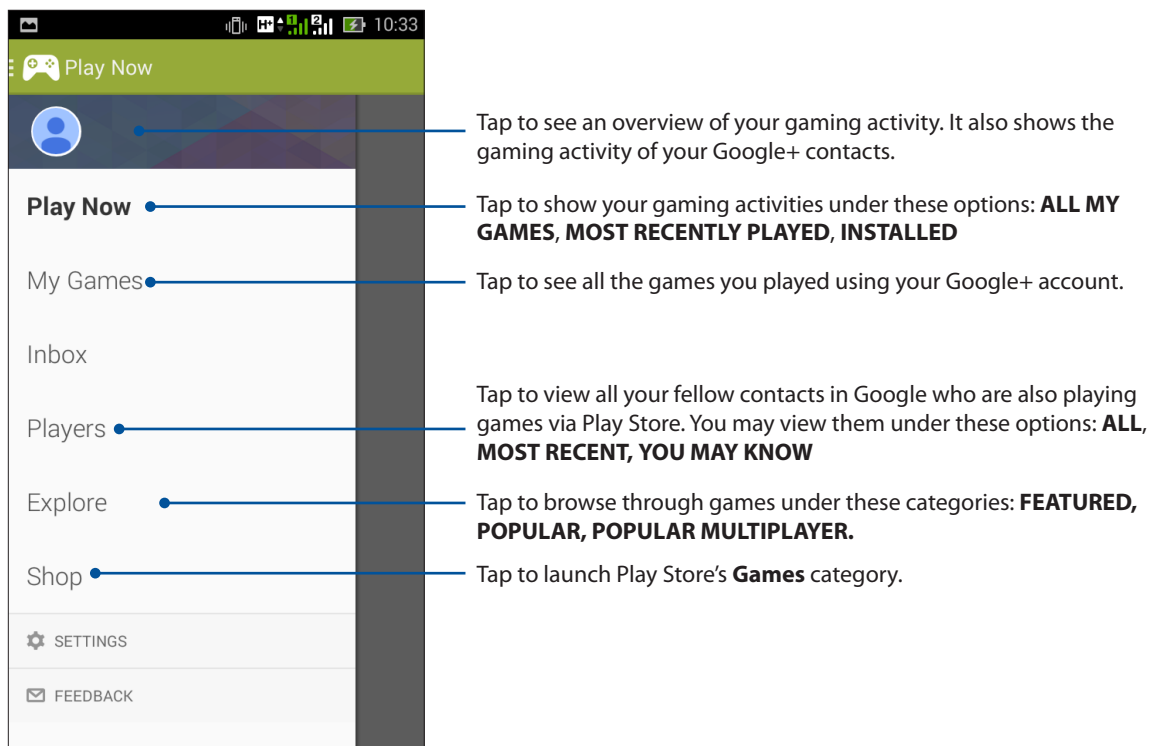 H+ 1 2 10:33
Play Now
Tap to see an overview of your gaming activity. It also shows the
gaming activity of your Google+ contacts.
Play Now
Tap to show your gaming activities under these options: ALL MY
GAMES, MOST RECENTLY PLAYED, INSTALLED
My Games
Tap to see all the games you played using your Google+ account.
Inbox
Players
Tap to view all your fellow contacts in Google who are also playing
games via Play Store. You may view them under these options: ALL,
MOST RECENT, YOU MAY KNOW
Explore
Tap to browse through games under these categories: FEATURED,
POPULAR, POPULAR MULTIPLAYER.
Shop
Tap to launch Play Store’s Games category.
SETTINGS
FEEDBACK